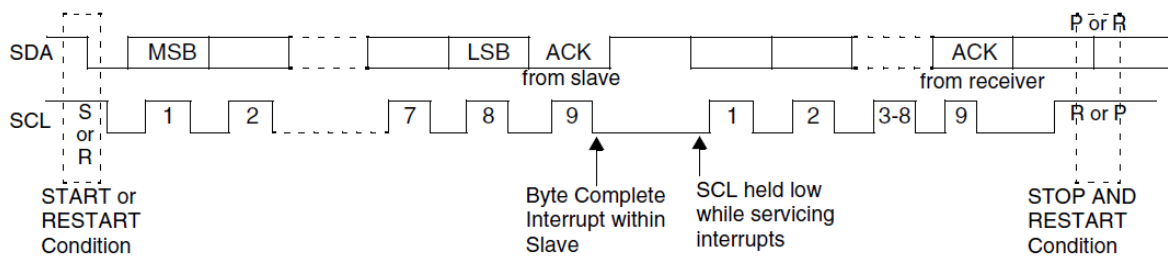 P or R
SDA MSB LSB ACK ACK
from slave from receiver
SCL S or R 1 2 7 8 9 1 2 3-8 9 R or P
START or
RESTART
Condition
Byte Complete
Interrupt within
Slave
SCL held low
while servicing
interrupts
STOP AND
RESTART
Condition